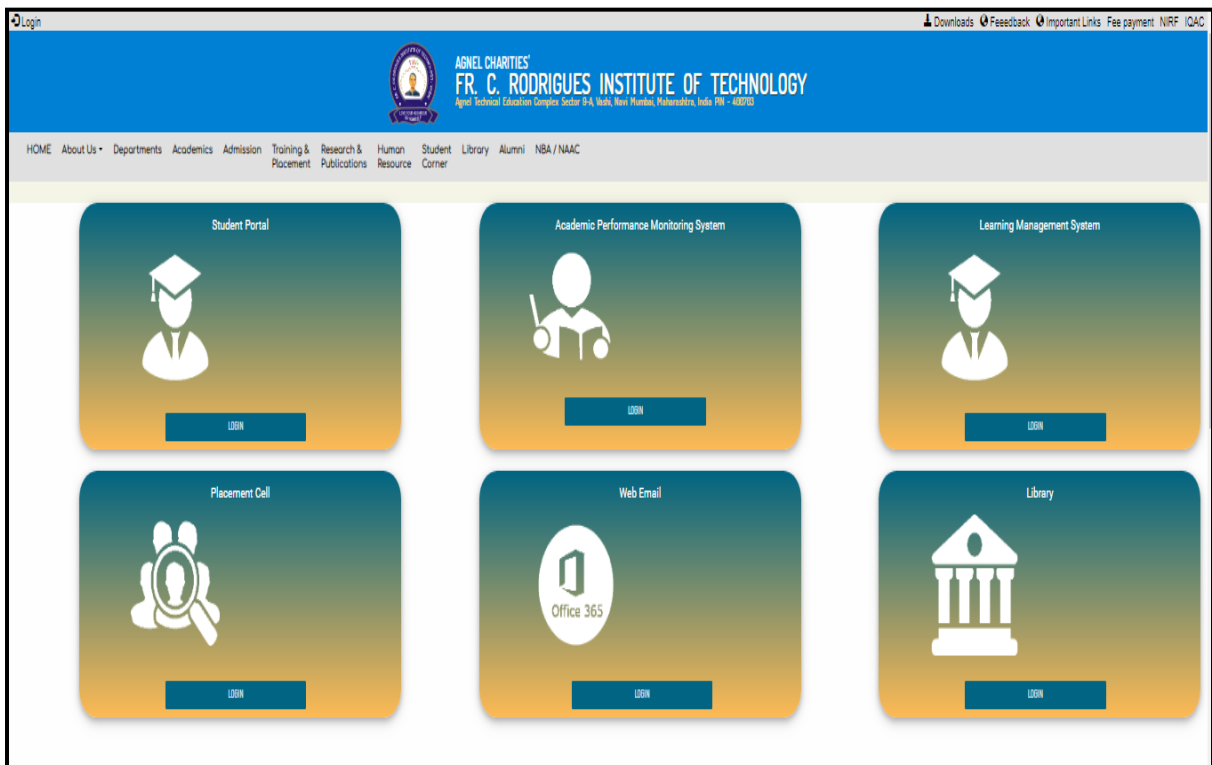 Login
Downloads Feeedback Important Links Fee payment NIRF IQAC
AGNEL CHARITIES'
FR. C. RODRIGUES INSTITUTE OF TECHNOLOGY
Agnel Technical Education Complex Sector 9-A, Vashi, Navi Mumbai, Maharashtra, India PIN - 400703
HOME About Us Departments Academics Admission Training & Placement Research & Publications Human Resource Student Corner Library Alumni NBA / NAAC
Student Portal
LOGIN
Academic Performance Monitoring System
LOGIN
Learning Management System
LOGIN
Placement Cell
LOGIN
Web Email
Office 365
LOGIN
Library
LOGIN